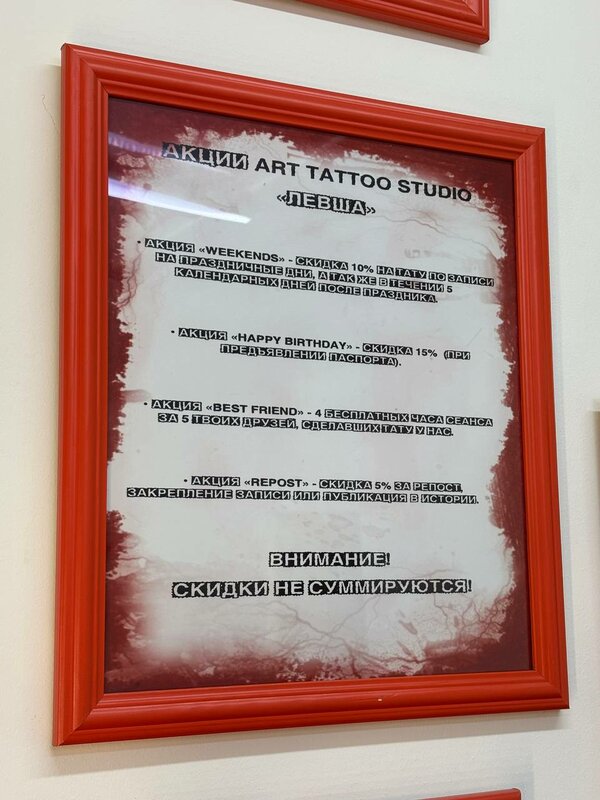 АКЦИИ ART TATTOO STUDIO
«ЛЕВША»
• АКЦИЯ «WEEKENDS» - СКИДКА 10% НА ТАТУ ПО ЗАПИСИ
НА ПРАЗДНИЧНЫЕ ДНИ, А ТАК ЖЕ В ТЕЧЕНИИ 5
КАЛЕНДАРНЫХ ДНЕЙ ПОСЛЕ ПРАЗДНИКА.
• АКЦИЯ «HAPPY BIRTHDAY» - СКИДКА 15% (ПРИ
ПРЕДЪЯВЛЕНИИ ПАСПОРТА).
• АКЦИЯ «BEST FRIEND» - 4 БЕСПЛАТНЫХ ЧАСА СЕАНСА
ЗА 5 ТВОИХ ДРУЗЕЙ, СДЕЛАВШИХ ТАТУ У НАС.
• АКЦИЯ «REPOST» - СКИДКА 5% ЗА РЕПОСТ,
ЗАКРЕПЛЕНИЕ ЗАПИСИ ИЛИ ПУБЛИКАЦИЯ В ИСТОРИИ.
ВНИМАНИЕ!
СКИДКИ НЕ СУММИРУЮТСЯ!